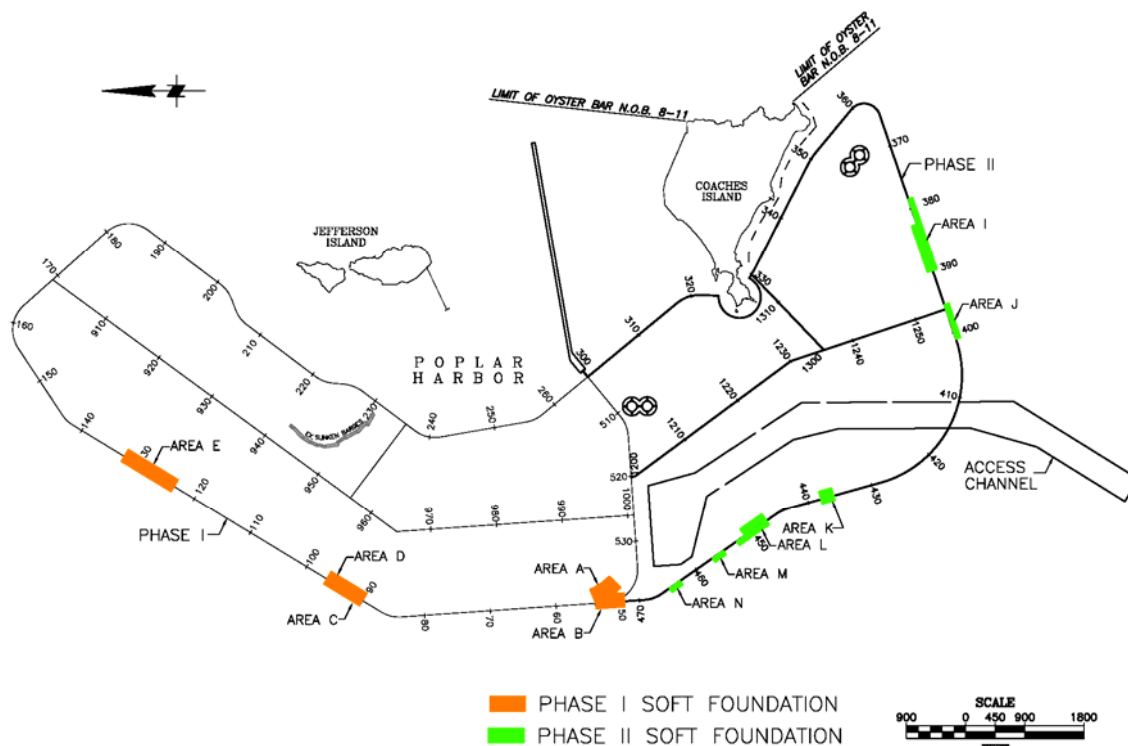 LIMIT OF OYSTER
BAR N.O.B. 8-11
LIMIT OF OYSTER BAR N.O.B. 8-11
360
370
350
PHASE II
COACHES
ISLAND
380
340
AREA I
390
180
190
JEFFERSON
ISLAND
170
200
330
320
1310
AREA J
400
160
910
210
310
1250
1240
1230
1300
920
POPLAR
HARBOR
300
150
220
930
230
260
1220
410
EX SUNKEN BARGES
250
240
510
140
940
1210
420
ACCESS
CHANNEL
AREA E
30
950
1200
520
120
1000
440
430
960
PHASE I
110
970
980
990
530
AREA K
450
AREA L
100
AREA D
AREA A
460
AREA M
90
AREA N
AREA C
80
70
60
50
470
AREA B
PHASE I SOFT FOUNDATION
PHASE II SOFT FOUNDATION
SCALE
900 0 450 900 1800